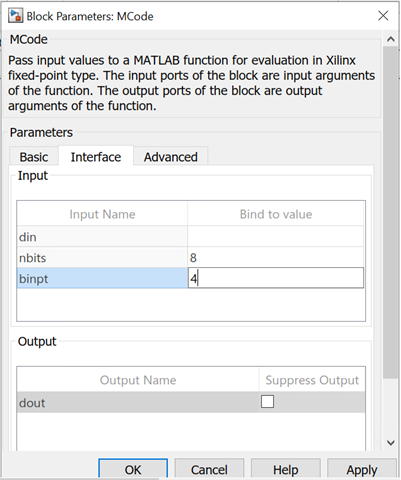 Block Parameters: MCode
MCode
Pass input values to a MATLAB function for evaluation in Xilinx
fixed-point type. The input ports of the block are input arguments
of the function. The output ports of the block are output
arguments of the function.
Parameters
Basic Interface Advanced
Input
Input Name Bind to value
din
nbits 8
binpt 4
Output
Output Name Suppress Output
dout
OK Cancel Help Apply